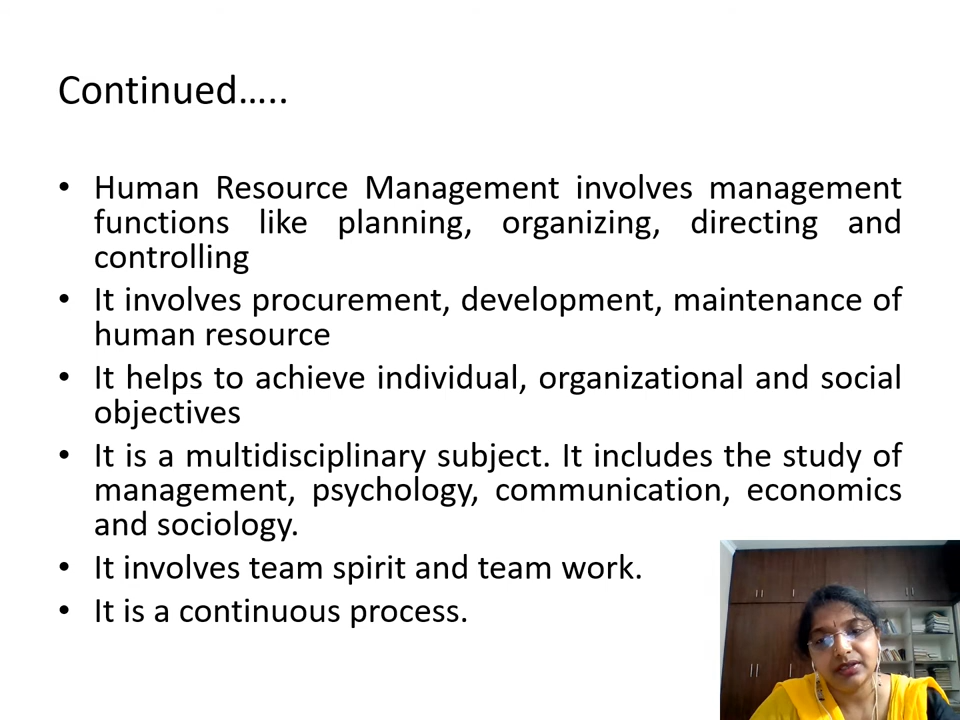 Continued…..
• Human Resource Management involves management
functions like planning, organizing, directing and
controlling
• It involves procurement, development, maintenance of
human resource
• It helps to achieve individual, organizational and social
objectives
• It is a multidisciplinary subject. It includes the study of
management, psychology, communication, economics
and sociology.
• It involves team spirit and team work.
• It is a continuous process.